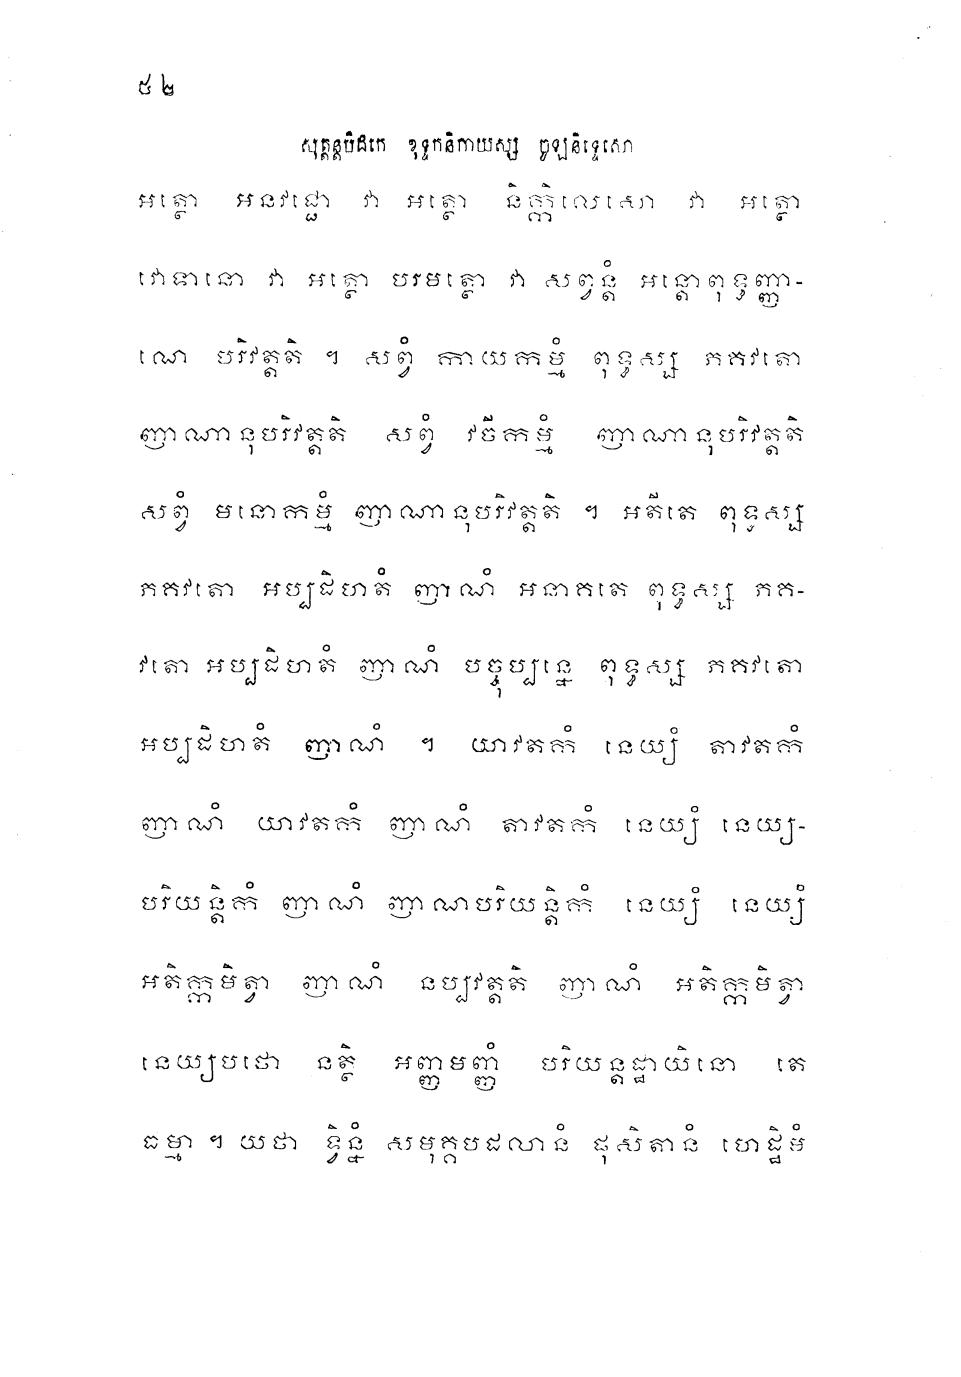 ៥២
សុត្តន្តបិដកេ ខុទ្ទកនិកាយស្ស ចូឡនិទ្ទេសោ
អត្ថោ អនវជ្ជោ វា អត្ថោ និក្កិលេសោ វា អត្ថោ
វោទានោ វា អត្ថោ បរមត្ថោ វា សព្វន្តំ អន្តោពុទ្ធញ្ញា-
ណេ បរិវត្តតិ ។ សព្វំ កាយកម្មំ ពុទ្ធស្ស ភគវតោ
ញាណានុបរិវត្តតិ សព្វំ វចីកម្មំ ញាណានុបរិវត្តតិ
សព្វំ មនោកម្មំ ញាណានុបរិវត្តតិ ។ អតីតេ ពុទ្ធស្ស
ភគវតោ អប្បដិហតំ ញាណំ អនាគតេ ពុទ្ធស្ស ភគ-
វតោ អប្បដិហតំ ញាណំ បច្ចុប្បន្នេ ពុទ្ធស្ស ភគវតោ
អប្បដិហតំ ញាណំ ។ យាវតកំ នេយ្យំ តាវតកំ
ញាណំ យាវតកំ ញាណំ តាវតកំ នេយ្យំ នេយ្យ-
បរិយន្តិកំ ញាណំ ញាណបរិយន្តិកំ នេយ្យំ នេយ្យំ
អតិក្កមិត្វា ញាណំ នប្បវត្តតិ ញាណំ អតិក្កមិត្វា
នេយ្យបថោ នត្ថិ អញ្ញមញ្ញំ បរិយន្តដ្ឋាយិនោ តេ
ធម្មា ។ យថា ទ្វិន្នំ សមុគ្គបដលានំ ផុសិតានំ ហេដ្ឋិមំ